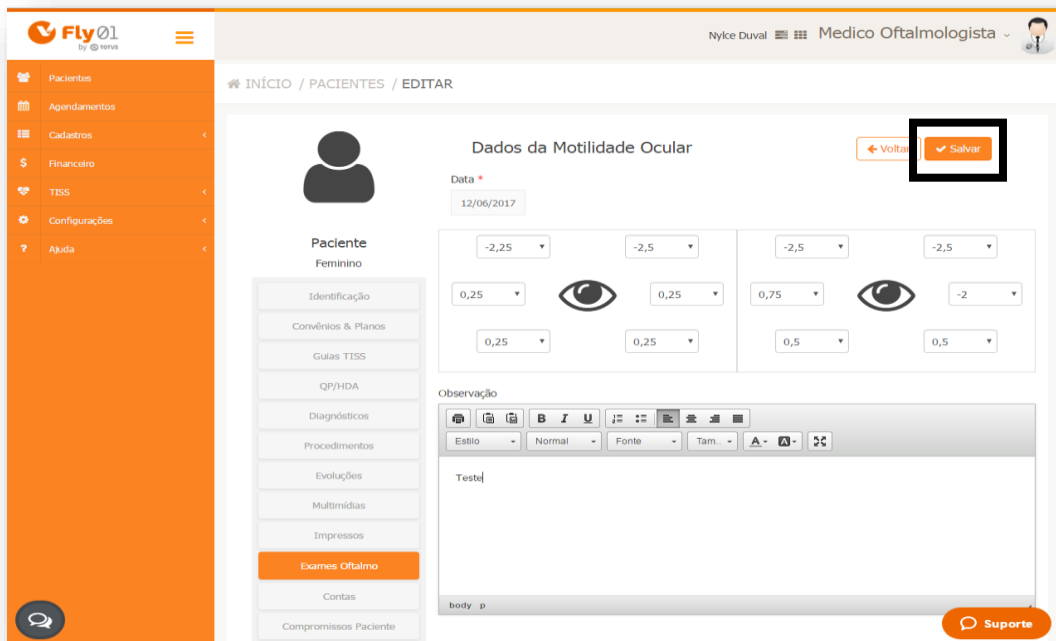 Fly01
by serva
Nylce Duval Medico Oftalmologista
Pacientes
Agendamentos
Cadastros
Financeiro
TISS
Configurações
Ajuda
INÍCIO / PACIENTES / EDITAR
Paciente
Feminino
Identificação
Convênios & Planos
Guias TISS
QP/HDA
Diagnósticos
Procedimentos
Evoluções
Multimídias
Impressos
Exames Oftalmo
Contas
Compromissos Paciente
Dados da Motilidade Ocular
Voltar Salvar
Data *
12/06/2017
-2,25 -2,5 -2,5 -2,5
0,25 0,25 0,75 -2
0,25 0,25 0,5 0,5
Observação
B I U
Estilo Normal Fonte Tam.. A A
Teste
body p
Suporte